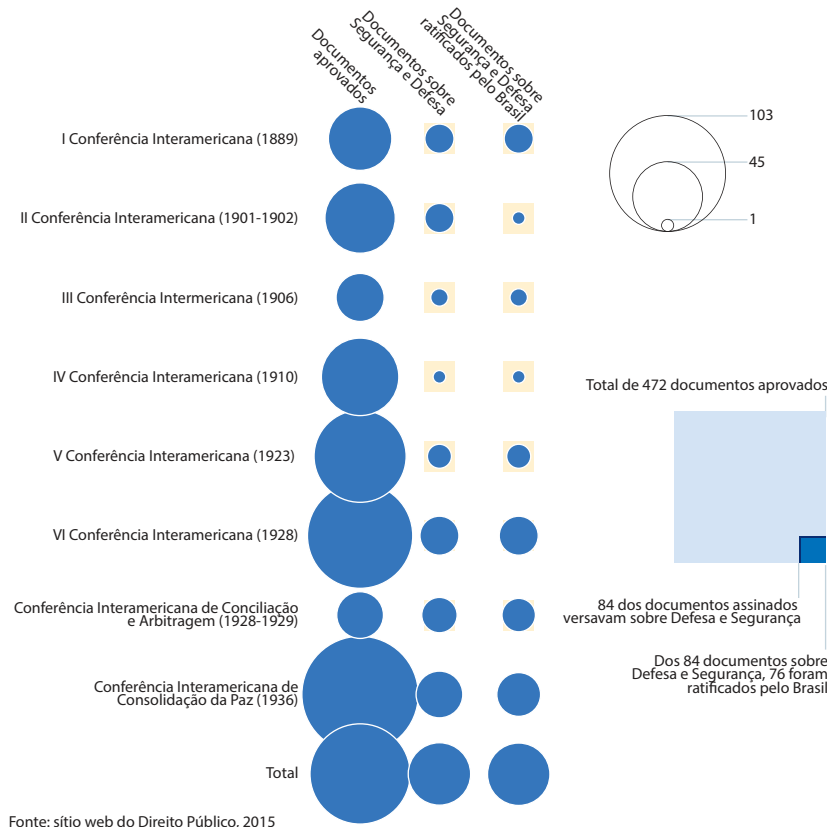 Documentos
aprovados
Documentos sobre
Segurança e Defesa
Documentos sobre
Segurança e Defesa
ratificados pelo Brasil
I Conferência Interamericana (1889)
II Conferência Interamericana (1901-1902)
III Conferência Intermericana (1906)
IV Conferência Interamericana (1910)
V Conferência Interamericana (1923)
VI Conferência Interamericana (1928)
Conferência Interamericana de Conciliação
e Arbitragem (1928-1929)
Conferência Interamericana de
Consolidação da Paz (1936)
Total
103
45
1
Total de 472 documentos aprovados
84 dos documentos assinados
versavam sobre Defesa e Segurança
Dos 84 documentos sobre
Defesa e Segurança, 76 foram
ratificados pelo Brasil
Fonte: sítio web do Direito Público, 2015